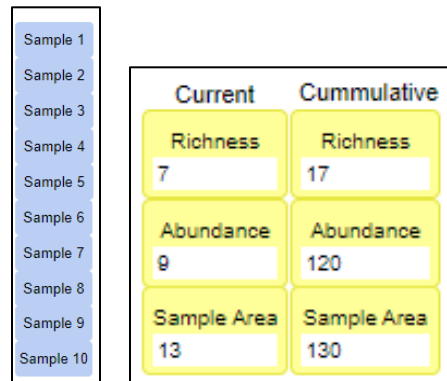 Sample 1
Sample 2
Sample 3
Sample 4
Sample 5
Sample 6
Sample 7
Sample 8
Sample 9
Sample 10
Current Cummulative
Richness Richness
7 17
Abundance Abundance
9 120
Sample Area Sample Area
13 130